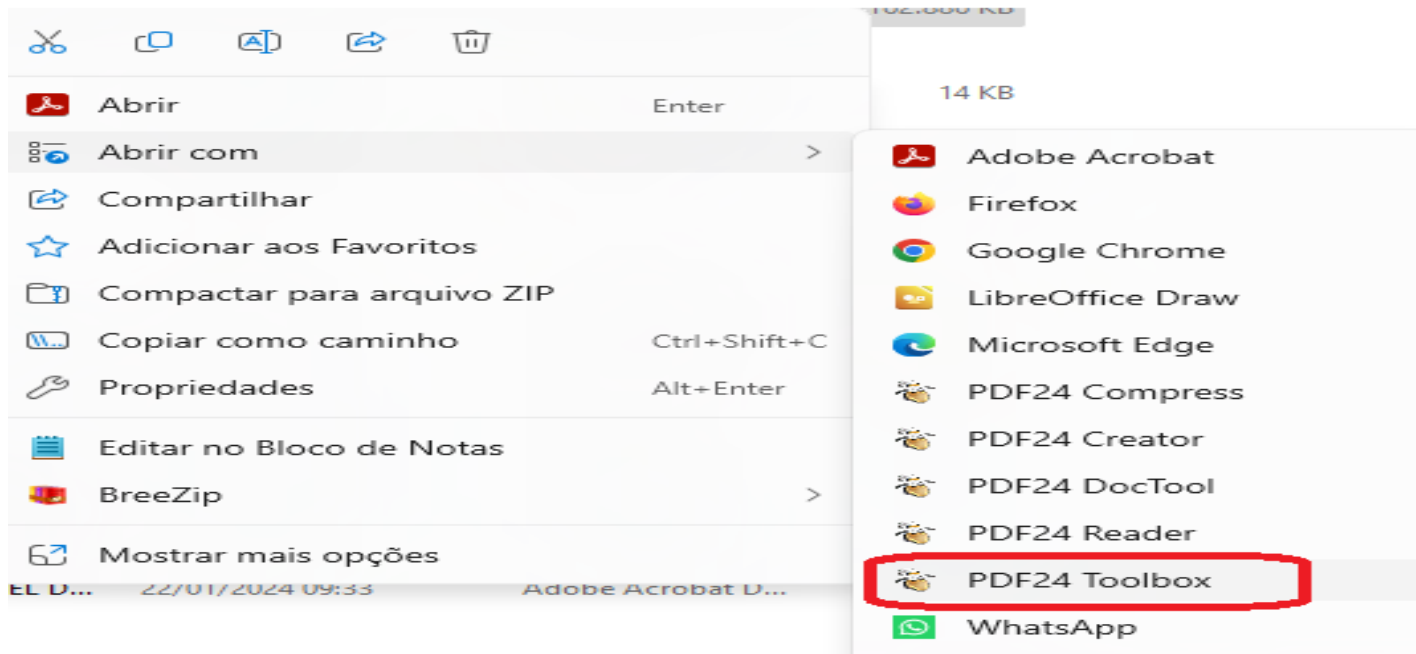 Abrir Enter
Abrir com >
Compartilhar
Adicionar aos Favoritos
Compactar para arquivo ZIP
Copiar como caminho Ctrl+Shift+C
Propriedades Alt+Enter
Editar no Bloco de Notas
BreeZip >
Mostrar mais opções
EL D... 22/01/2024 09:33 Adobe Acrobat D...
14 KB
Adobe Acrobat
Firefox
Google Chrome
LibreOffice Draw
Microsoft Edge
PDF24 Compress
PDF24 Creator
PDF24 DocTool
PDF24 Reader
PDF24 Toolbox
WhatsApp